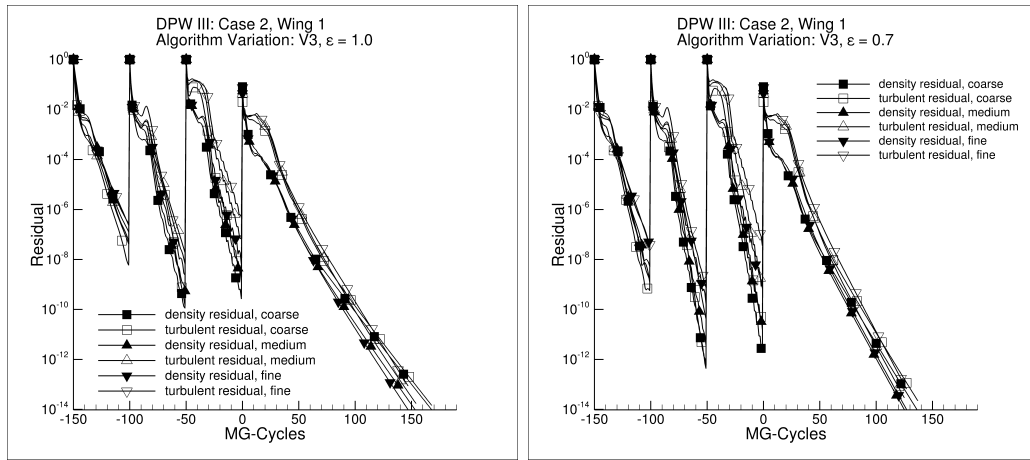 DPW III: Case 2, Wing 1
Algorithm Variation: V3, ε = 1.0
10^0
10^-2
10^-4
10^-6
10^-8
10^-10
10^-12
10^-14
Residual
density residual, coarse
turbulent residual, coarse
density residual, medium
turbulent residual, medium
density residual, fine
turbulent residual, fine
-150 -100 -50 0 50 100 150
MG-Cycles
DPW III: Case 2, Wing 1
Algorithm Variation: V3, ε = 0.7
10^0
10^-2
10^-4
10^-6
10^-8
10^-10
10^-12
10^-14
Residual
density residual, coarse
turbulent residual, coarse
density residual, medium
turbulent residual, medium
density residual, fine
turbulent residual, fine
-150 -100 -50 0 50 100 150
MG-Cycles